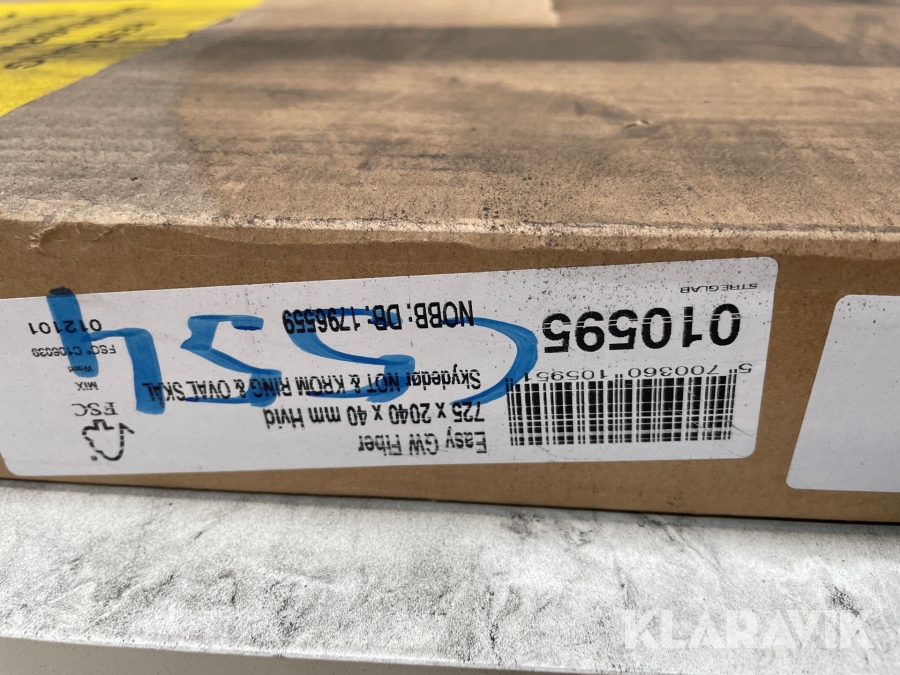 Easy GW Fiber
725 x 2040 x 40 mm Hvid
Skydedør NOT & KROM RING & OVAL SKÅL
NOBB: DB: 1796559
5 700360 105951
010595
STREGLAB
FSC
MIX
Wood
FSC® C106039
012101
KLARAVIK